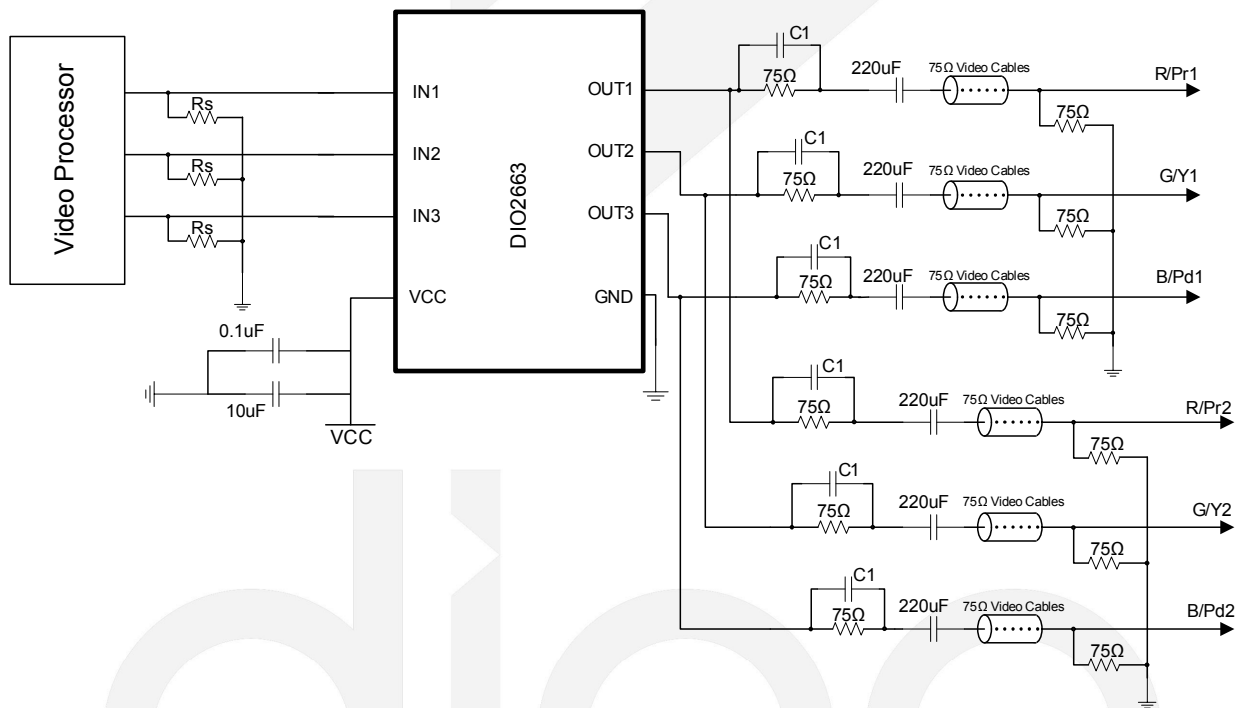 Video Processor
Rs
Rs
Rs
IN1
IN2
IN3
VCC
DIO2663
OUT1
OUT2
OUT3
GND
0.1uF
10uF
VCC
C1
75Ω
220uF
75Ω Video Cables
75Ω
R/Pr1
C1
75Ω
220uF
75Ω Video Cables
75Ω
G/Y1
C1
75Ω
220uF
75Ω Video Cables
75Ω
B/Pd1
C1
75Ω
220uF
75Ω Video Cables
75Ω
R/Pr2
C1
75Ω
220uF
75Ω Video Cables
75Ω
G/Y2
C1
75Ω
220uF
75Ω Video Cables
75Ω
B/Pd2
dioo